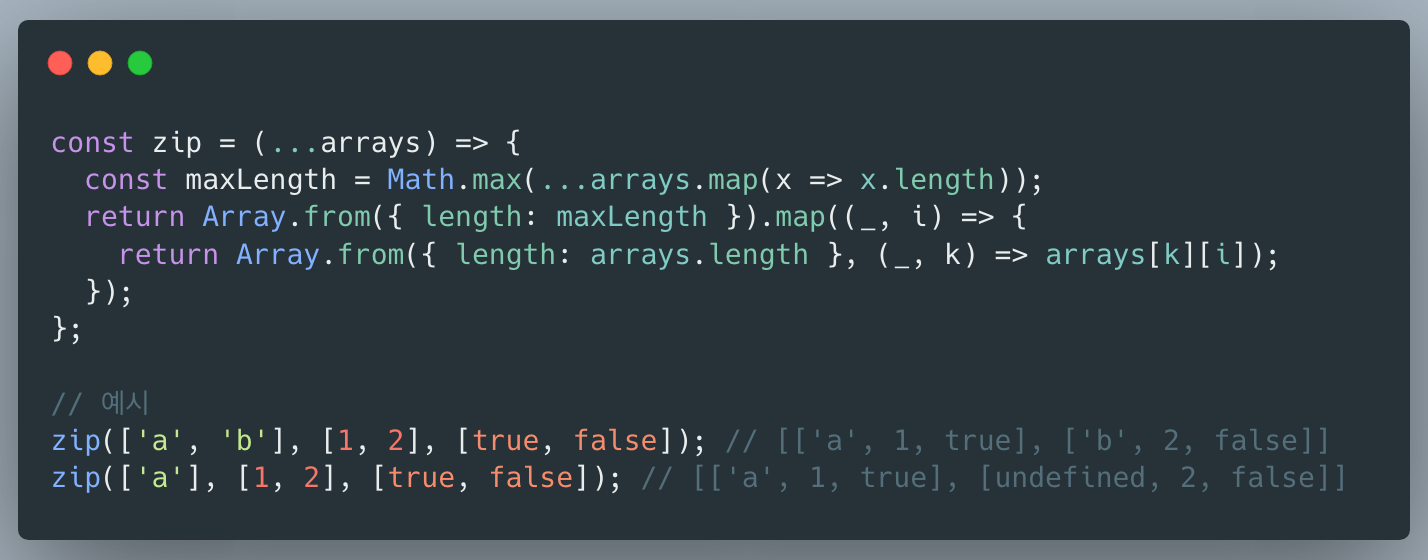 const zip = (...arrays) => {
  const maxLength = Math.max(...arrays.map(x => x.length));
  return Array.from({ length: maxLength }).map((_, i) => {
    return Array.from({ length: arrays.length }, (_, k) => arrays[k][i]);
  });
};

// 예시
zip(['a', 'b'], [1, 2], [true, false]); // [['a', 1, true], ['b', 2, false]]
zip(['a'], [1, 2], [true, false]); // [['a', 1, true], [undefined, 2, false]]